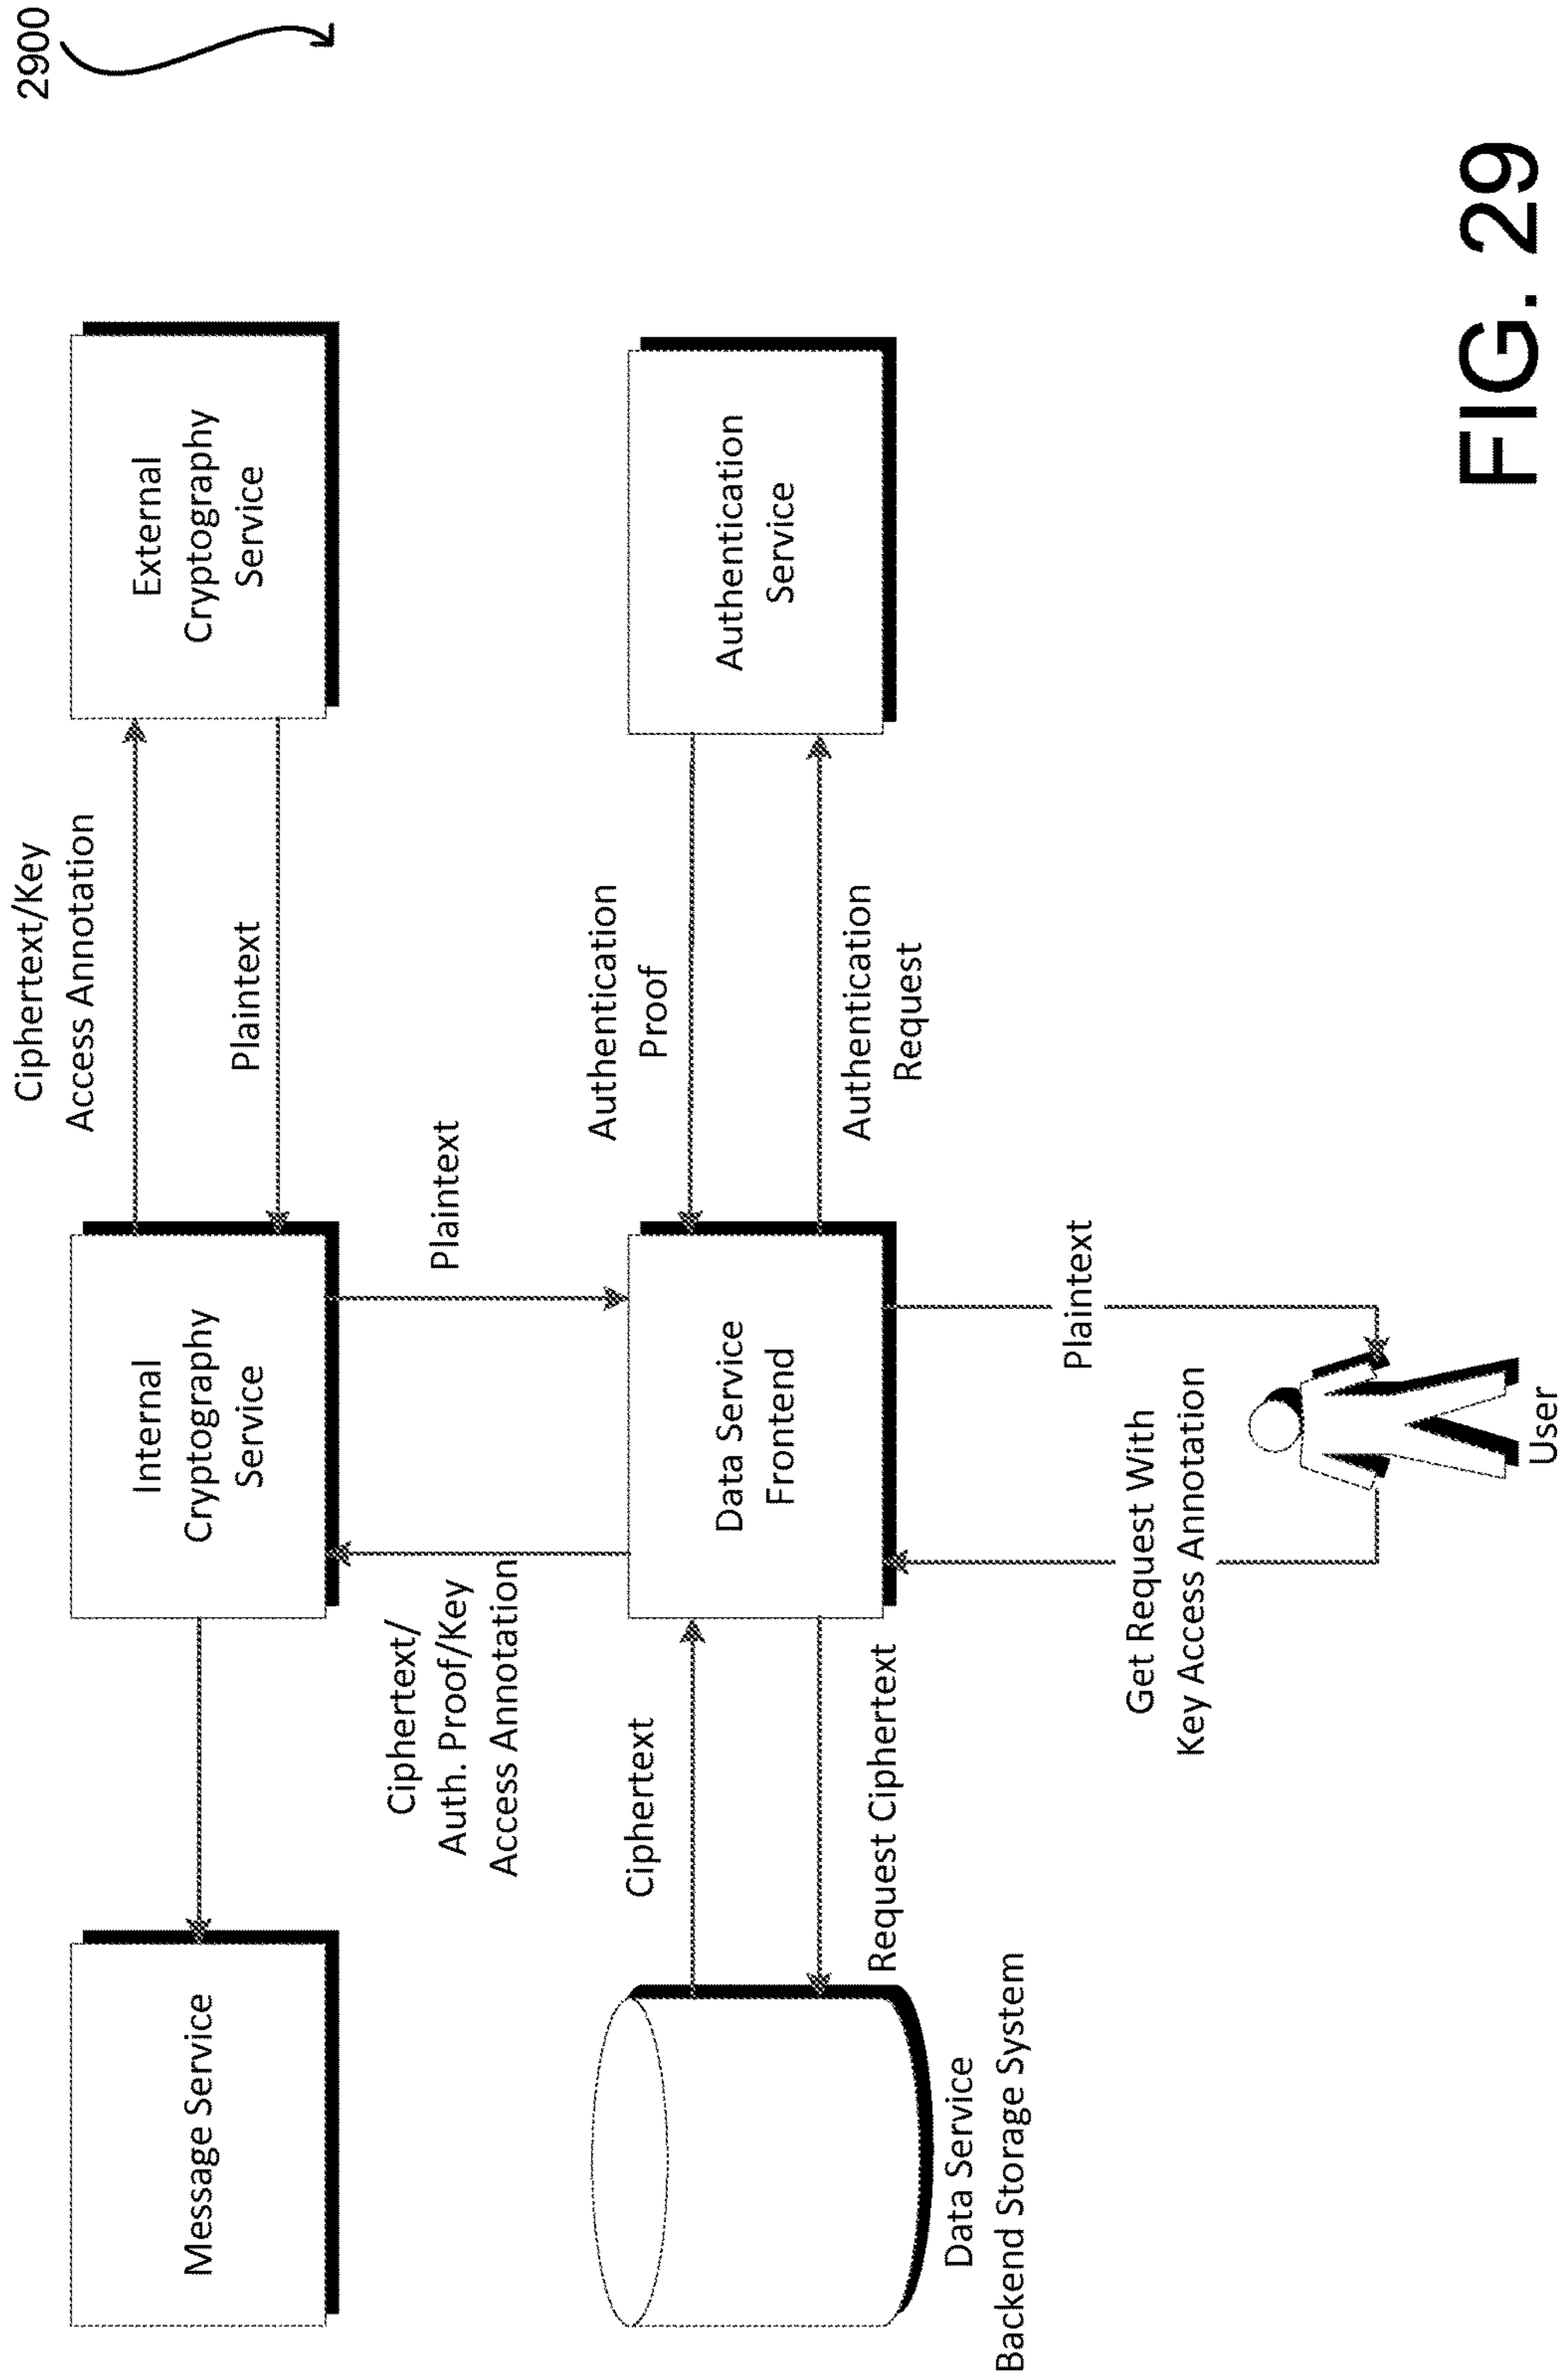 2900
Ciphertext/Key
Access Annotation
Message Service
Internal
Cryptography
Service
External
Cryptography
Service
Plaintext
Ciphertext/
Auth. Proof/Key
Access Annotation
Plaintext
Ciphertext
Authentication
Proof
Data Service
Frontend
Authentication
Service
Request Ciphertext
Authentication
Request
Data Service
Backend Storage System
Plaintext
Get Request With
Key Access Annotation
User
FIG. 29